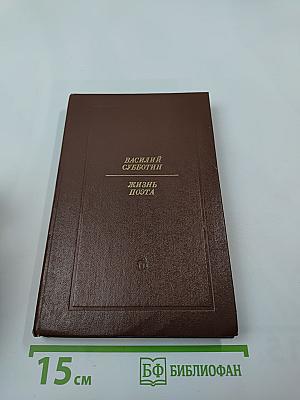 ВАСИЛИЙ
СУББОТИН
ЖИЗНЬ
ПОЭТА
15 см
БФ БИБЛИОФАН